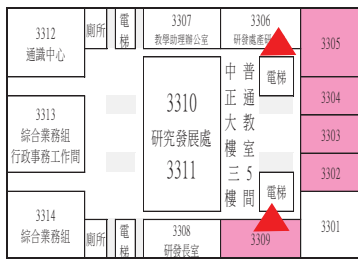 3312
通識中心
廁所
電梯
3307
教學助理辦公室
3306
研發處產研
3305
3313
綜合業務組
行政事務工作間
3310
研究發展處
3311
中正大樓三樓
普通教室5間
電梯
3304
3303
3302
電梯
3314
綜合業務組
廁所
電梯
3308
研發長室
3309
3301